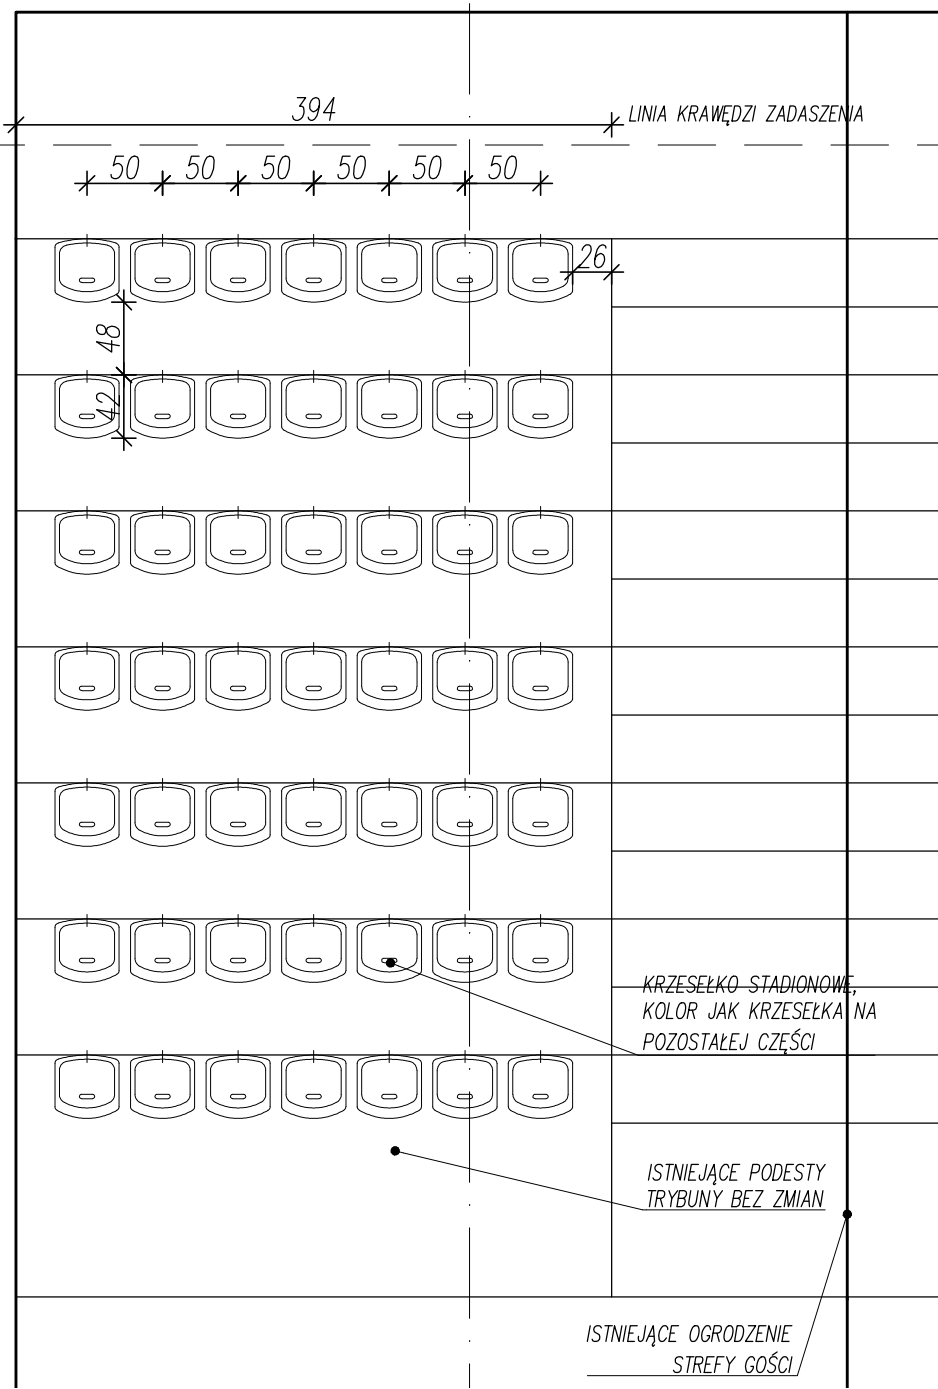 394
LINIA KRAWĘDZI ZADASZENIA
50 50 50 50 50 50
26
48
42
KRZESEŁKO STADIONOWE,
KOLOR JAK KRZESEŁKA NA
POZOSTAŁEJ CZĘŚCI
ISTNIEJĄCE PODESTY
TRYBUNY BEZ ZMIAN
ISTNIEJĄCE OGRODZENIE
STREFY GOŚCI